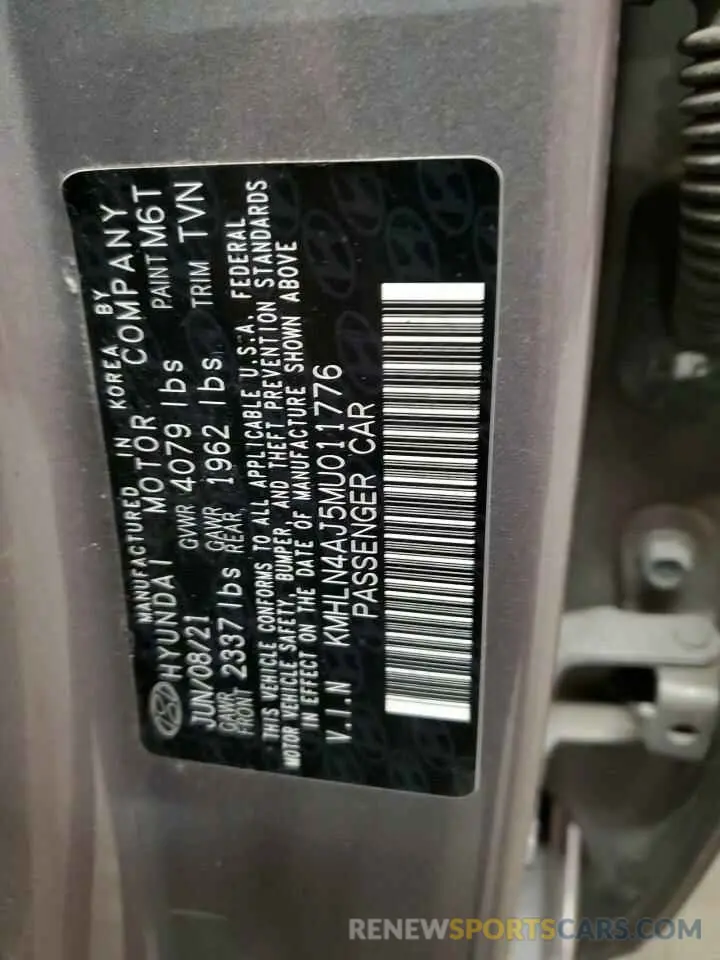 MANUFACTURED IN KOREA BY
HYUNDAI MOTOR COMPANY
JUN/08/21 GVWR 4079 lbs PAINT M6T
GAWR FRONT 2337 lbs GAWR REAR, 1962 lbs TRIM TVN
THIS VEHICLE CONFORMS TO ALL APPLICABLE U.S.A. FEDERAL
MOTOR VEHICLE SAFETY, BUMPER, AND THEFT PREVENTION STANDARDS
IN EFFECT ON THE DATE OF MANUFACTURE SHOWN ABOVE
V.I.N KMHLN4AJ5MU011776
PASSENGER CAR
RENEWSPORTSCARS.COM